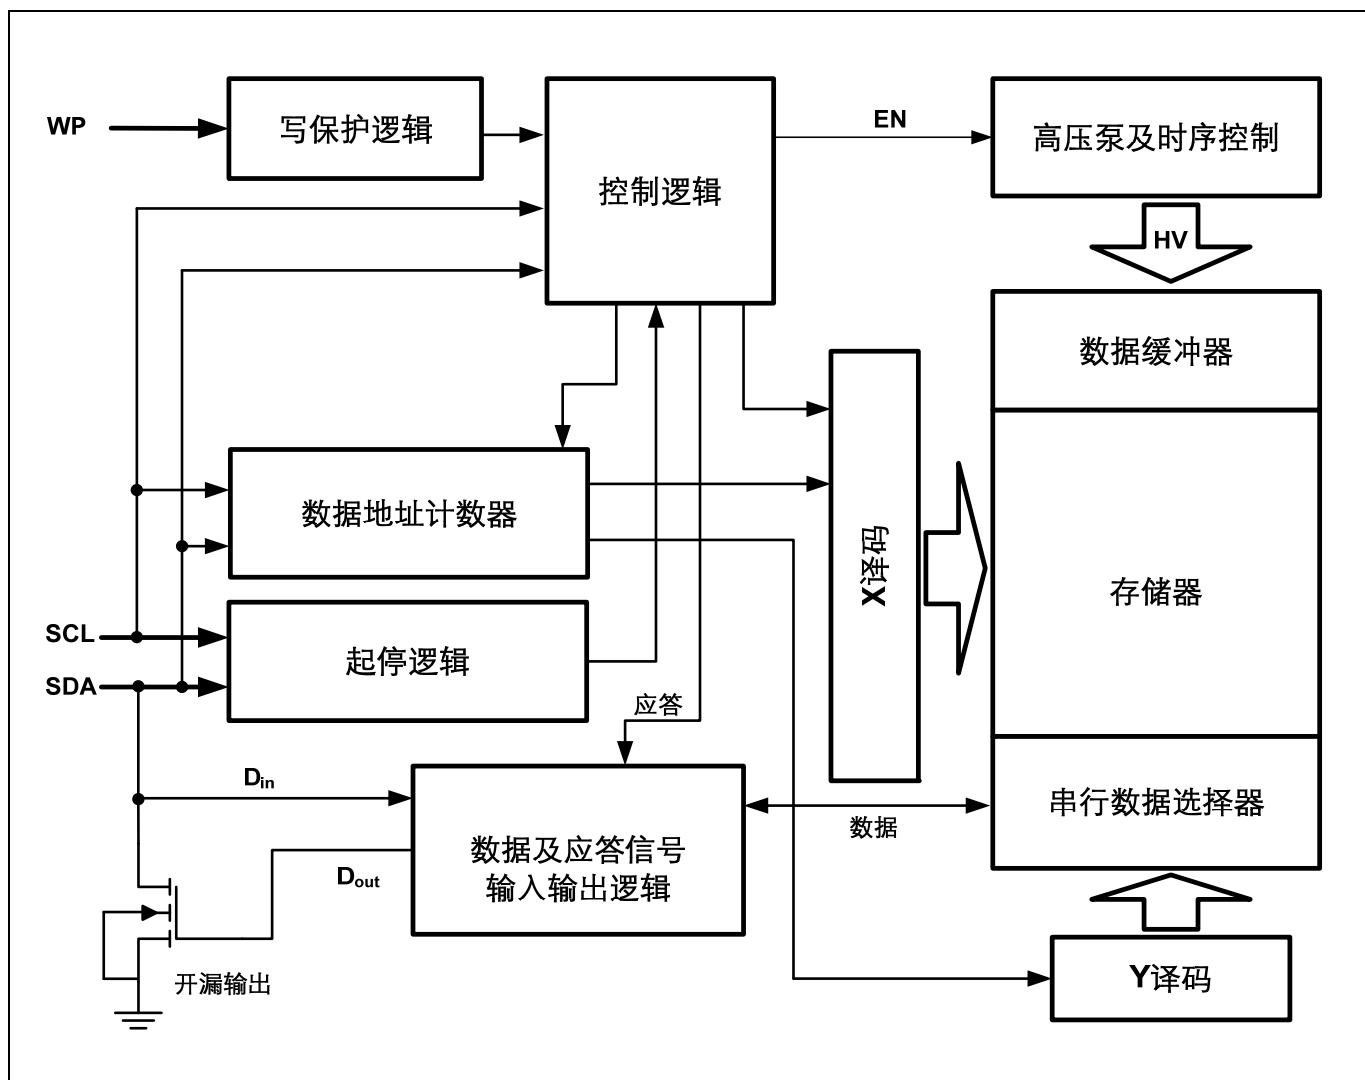 WP
写保护逻辑
控制逻辑
EN
高压泵及时序控制
HV
数据缓冲器
数据地址计数器
X译码
存储器
SCL
SDA
起停逻辑
应答
Din
数据
串行数据选择器
数据及应答信号
输入输出逻辑
Dout
开漏输出
Y译码